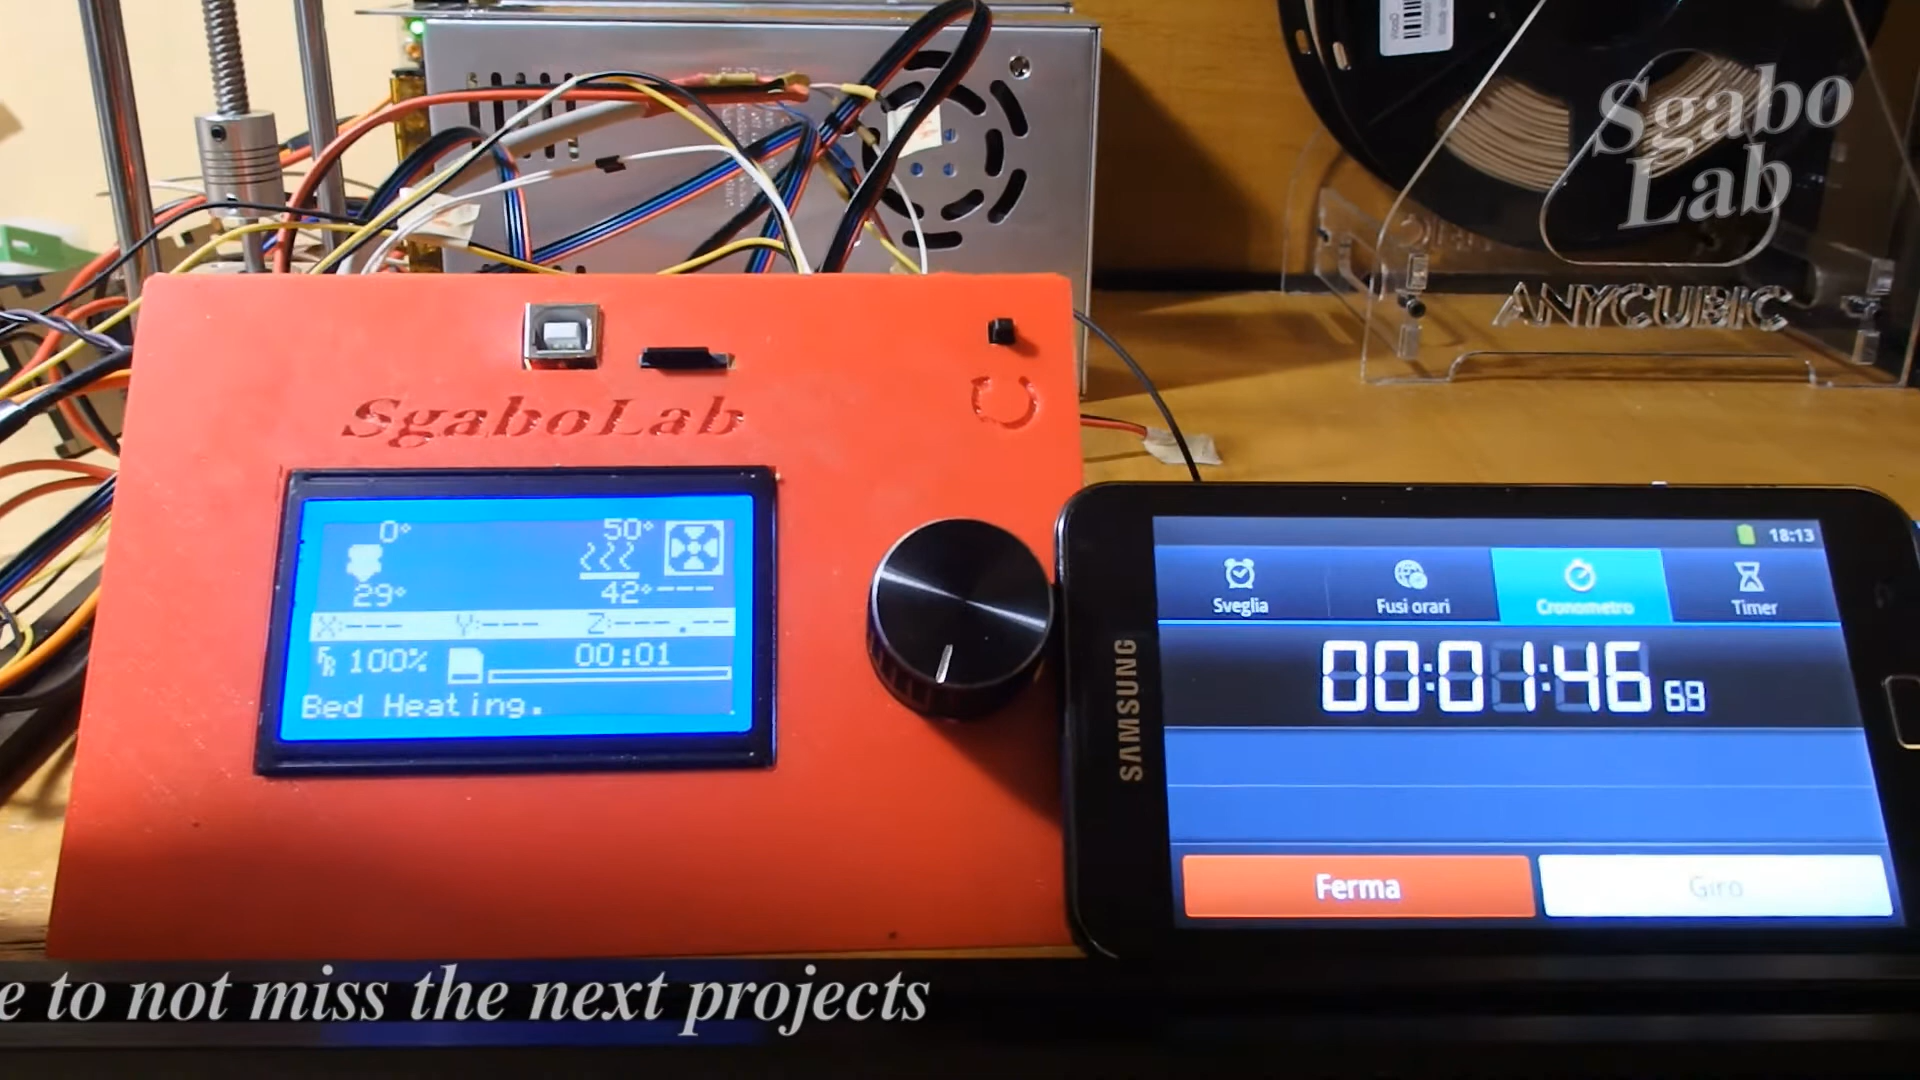 Sgabo
Lab
ANYCUBIC
SgaboLab
0° 50°
29° 42°---
X:--- Y:--- Z:---.--
FR 100% 00:01
Bed Heating.
SAMSUNG
18:13
Sveglia Fusi orari Cronometro Timer
00:01:46 69
Ferma Giro
e to not miss the next projects